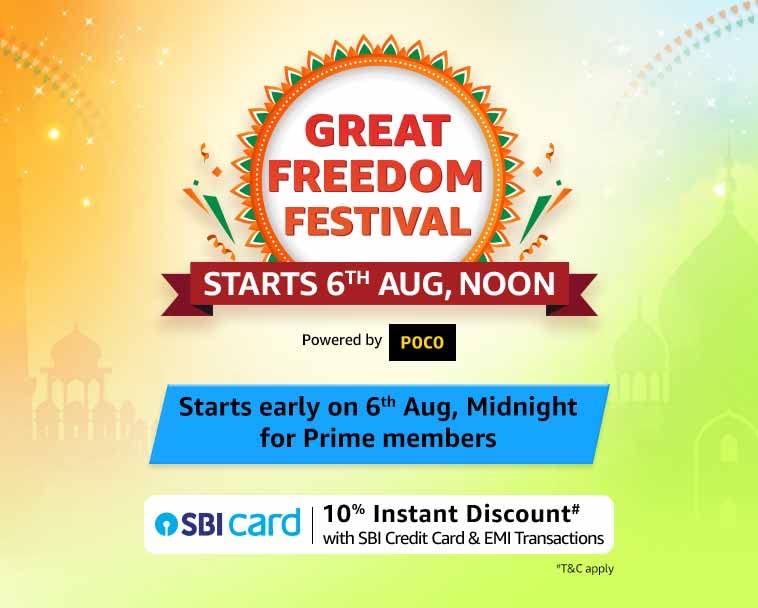 GREAT
FREEDOM
FESTIVAL
STARTS 6TH AUG, NOON
Powered by POCO
Starts early on 6th Aug, Midnight
for Prime members
SBI card 10% Instant Discount#
with SBI Credit Card & EMI Transactions
#T&C apply